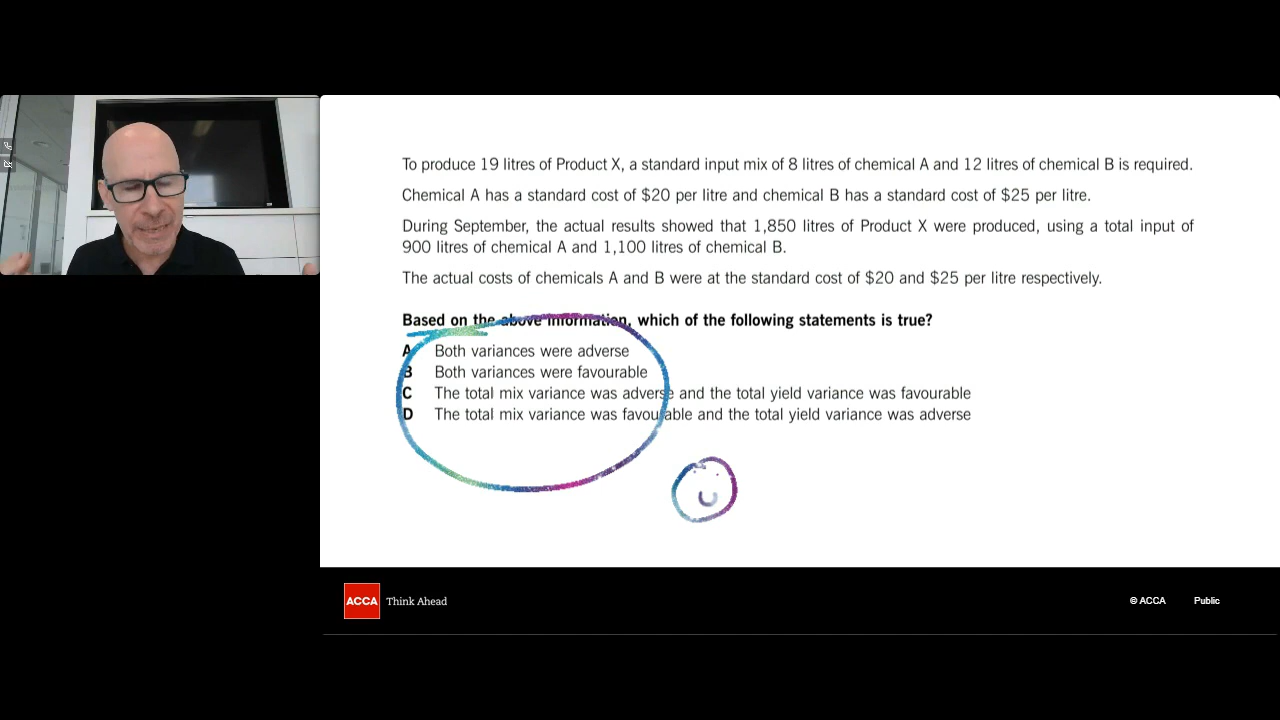 To produce 19 litres of Product X, a standard input mix of 8 litres of chemical A and 12 litres of chemical B is required.
Chemical A has a standard cost of $20 per litre and chemical B has a standard cost of $25 per litre.
During September, the actual results showed that 1,850 litres of Product X were produced, using a total input of
900 litres of chemical A and 1,100 litres of chemical B.
The actual costs of chemicals A and B were at the standard cost of $20 and $25 per litre respectively.
Based on the above information, which of the following statements is true?
A Both variances were adverse
B Both variances were favourable
C The total mix variance was adverse and the total yield variance was favourable
D The total mix variance was favourable and the total yield variance was adverse
ACCA Think Ahead
© ACCA Public